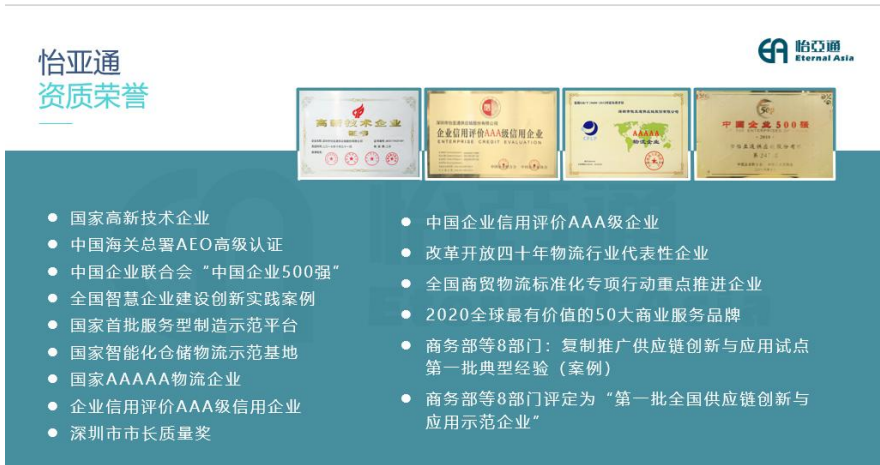 怡亚通
资质荣誉
EA 怡亞通
Eternal Asia
高新技术企业
证书
企业信用评价AAA级信用企业
ENTERPRISE CREDIT EVALUATION
AAAAA
物流企业
中国企业500强
国家高新技术企业
中国海关总署AEO高级认证
中国企业联合会“中国企业500强”
全国智慧企业建设创新实践案例
国家首批服务型制造示范平台
国家智能化仓储物流示范基地
国家AAAAA物流企业
企业信用评价AAA级信用企业
深圳市市长质量奖
中国企业信用评价AAA级企业
改革开放四十年物流行业代表性企业
全国商贸物流标准化专项行动重点推进企业
2020全球最有价值的50大商业服务品牌
商务部等8部门：复制推广供应链创新与应用试点
第一批典型经验（案例）
商务部等8部门评定为“第一批全国供应链创新与
应用示范企业”